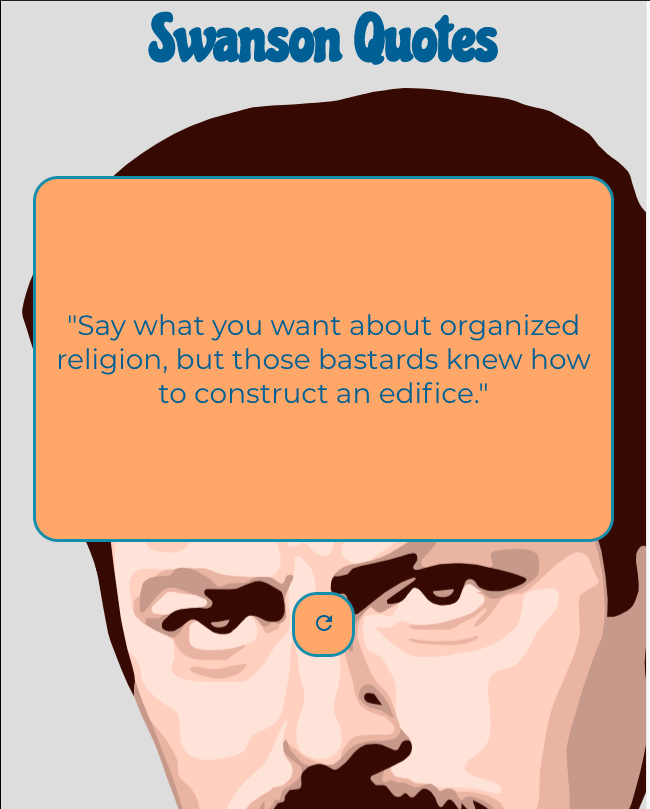 Swanson Quotes
"Say what you want about organized
religion, but those bastards knew how
to construct an edifice."